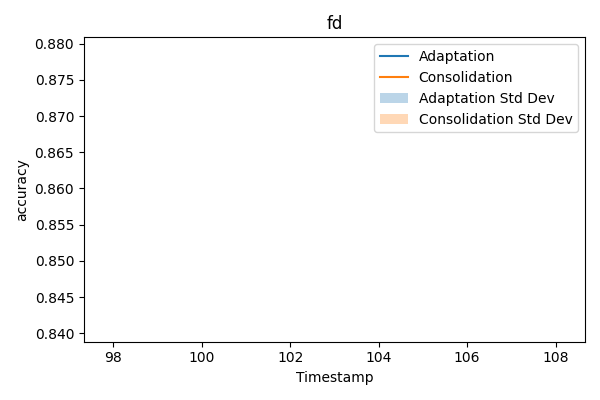 fd
0.880
0.875
0.870
0.865
0.860
0.855
0.850
0.845
0.840
accuracy
Adaptation
Consolidation
Adaptation Std Dev
Consolidation Std Dev
98 100 102 104 106 108
Timestamp